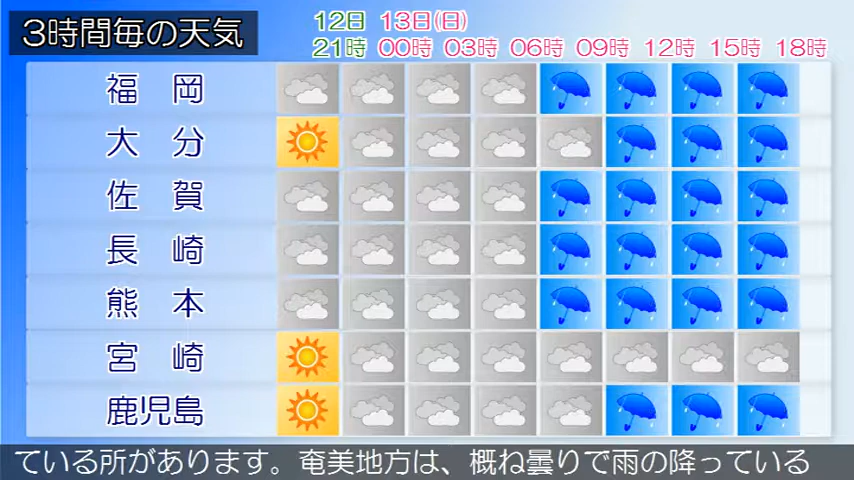 3時間毎の天気
12日 13日(日)
21時 00時 03時 06時 09時 12時 15時 18時
福岡
大分
佐賀
長崎
熊本
宮崎
鹿児島
ている所があります。奄美地方は、概ね曇りで雨の降っている